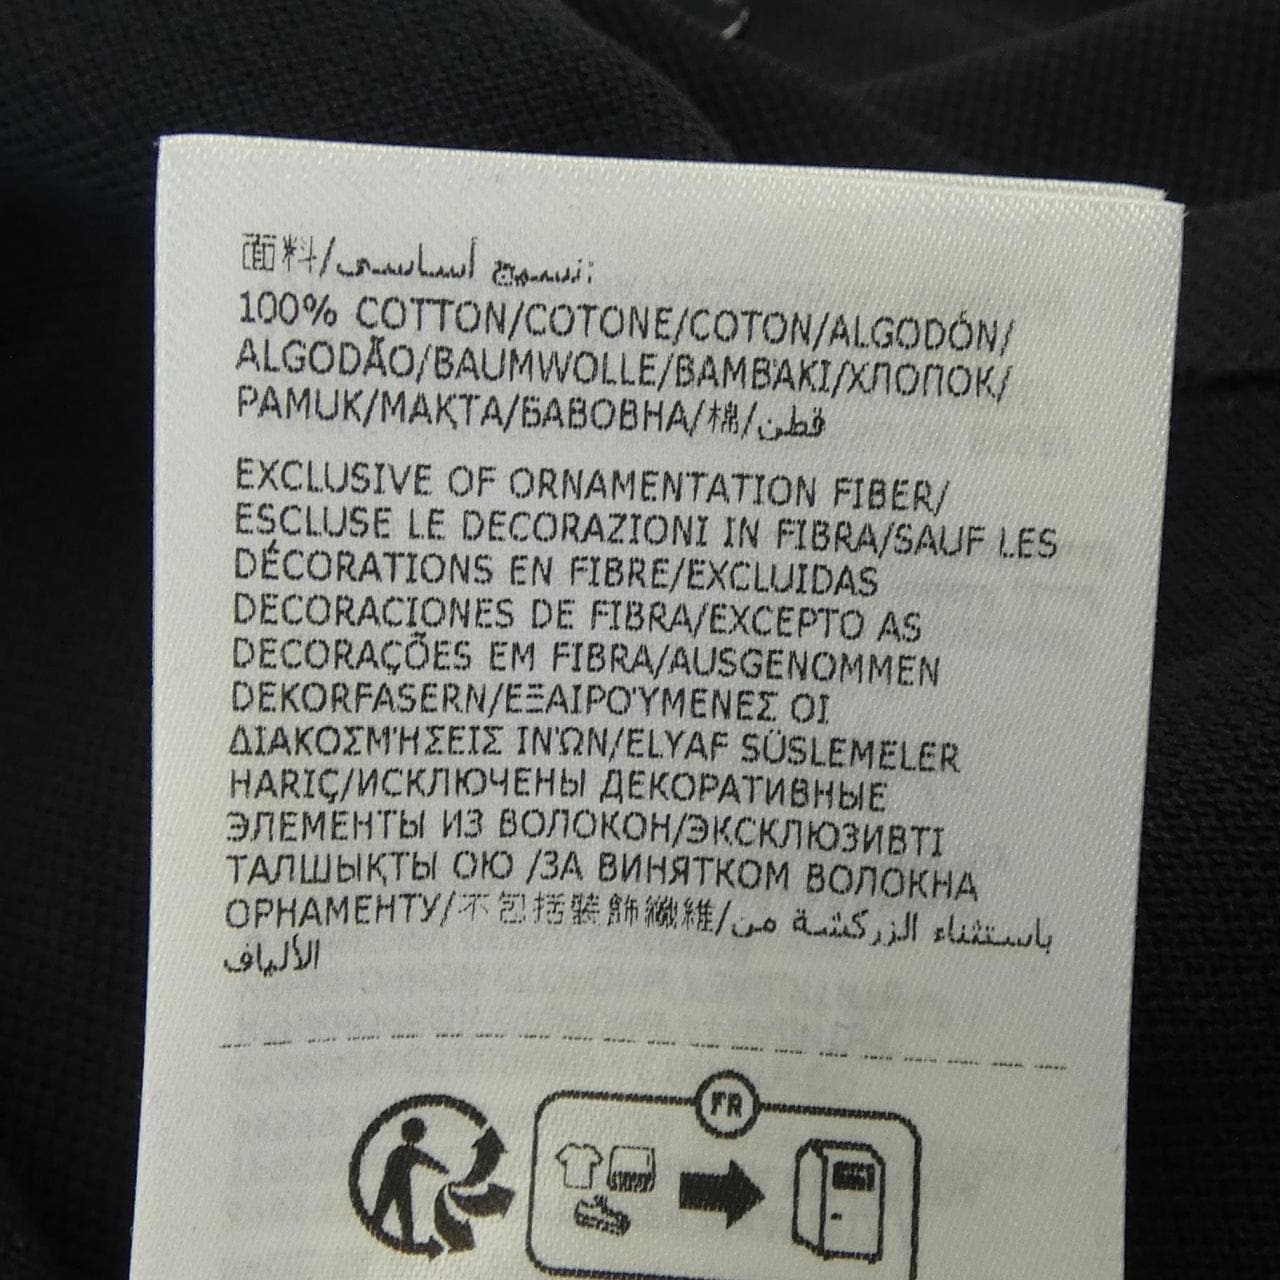 面料/نسيج أساسي:
100% COTTON/COTONE/COTON/ALGODÓN/
ALGODÃO/BAUMWOLLE/ΒΑΜΒΆΚΙ/ХЛОПОК/
PAMUK/МАҚТА/БАВОВНА/棉/قطن
EXCLUSIVE OF ORNAMENTATION FIBER/
ESCLUSE LE DECORAZIONI IN FIBRA/SAUF LES
DÉCORATIONS EN FIBRE/EXCLUIDAS
DECORACIONES DE FIBRA/EXCEPTO AS
DECORAÇÕES EM FIBRA/AUSGENOMMEN
DEKORFASERN/ΕΞΑΙΡΟΎΜΕΝΕΣ ΟΙ
ΔΙΑΚΟΣΜΉΣΕΙΣ ΙΝΏΝ/ELYAF SÜSLEMELER
HARIÇ/ИСКЛЮЧЕНЫ ДЕКОРАТИВНЫЕ
ЭЛЕМЕНТЫ ИЗ ВОЛОКОН/ЭКСКЛЮЗИВТІ
ТАЛШЫҚТЫ ОЮ /ЗА ВИНЯТКОМ ВОЛОКНА
ОРНАМЕНТУ/不包括裝飾纖維/باستثناء الزركشة من
الألياف
FR